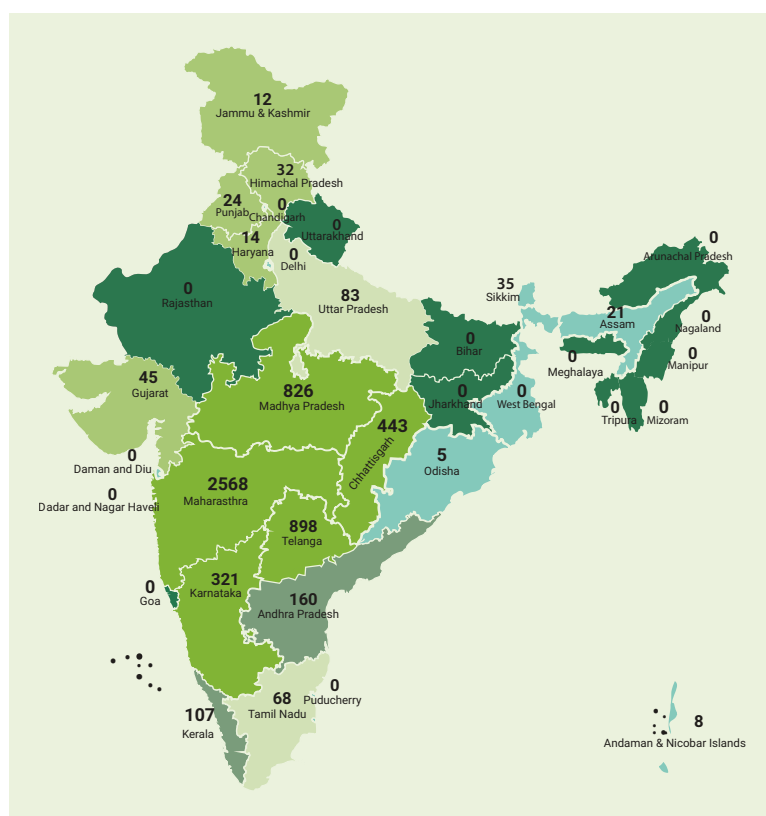 12
Jammu & Kashmir
32
Himachal Pradesh
24
Punjab
0
Chandigarh
0
Uttarakhand
14
Haryana
0
Delhi
0
Arunachal Pradesh
0
Rajasthan
83
Uttar Pradesh
35
Sikkim
21
Assam
0
Nagaland
0
Bihar
0
Meghalaya
0
Manipur
45
Gujarat
826
Madhya Pradesh
0
Jharkhand
0
West Bengal
0
Tripura
0
Mizoram
443
Chhattisgarh
0
Daman and Diu
5
Odisha
0
Dadar and Nagar Haveli
2568
Maharasthra
898
Telanga
321
Karnataka
0
Goa
160
Andhra Pradesh
0
Puducherry
68
Tamil Nadu
107
Kerala
8
Andaman & Nicobar Islands